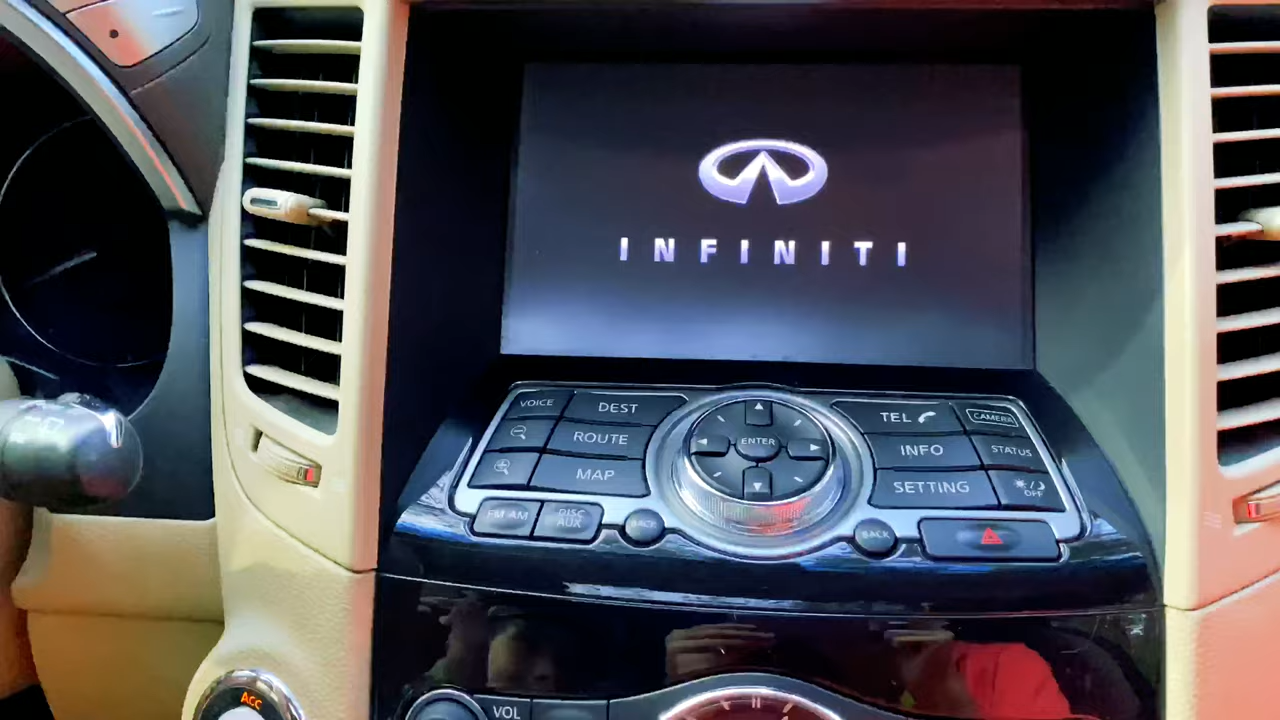 INFINITI
VOICE
DEST
ROUTE
MAP
ENTER
TEL
CAMERA
INFO
STATUS
SETTING
OFF
FM·AM
DISC
AUX
BACK
BACK
Acc
VOL